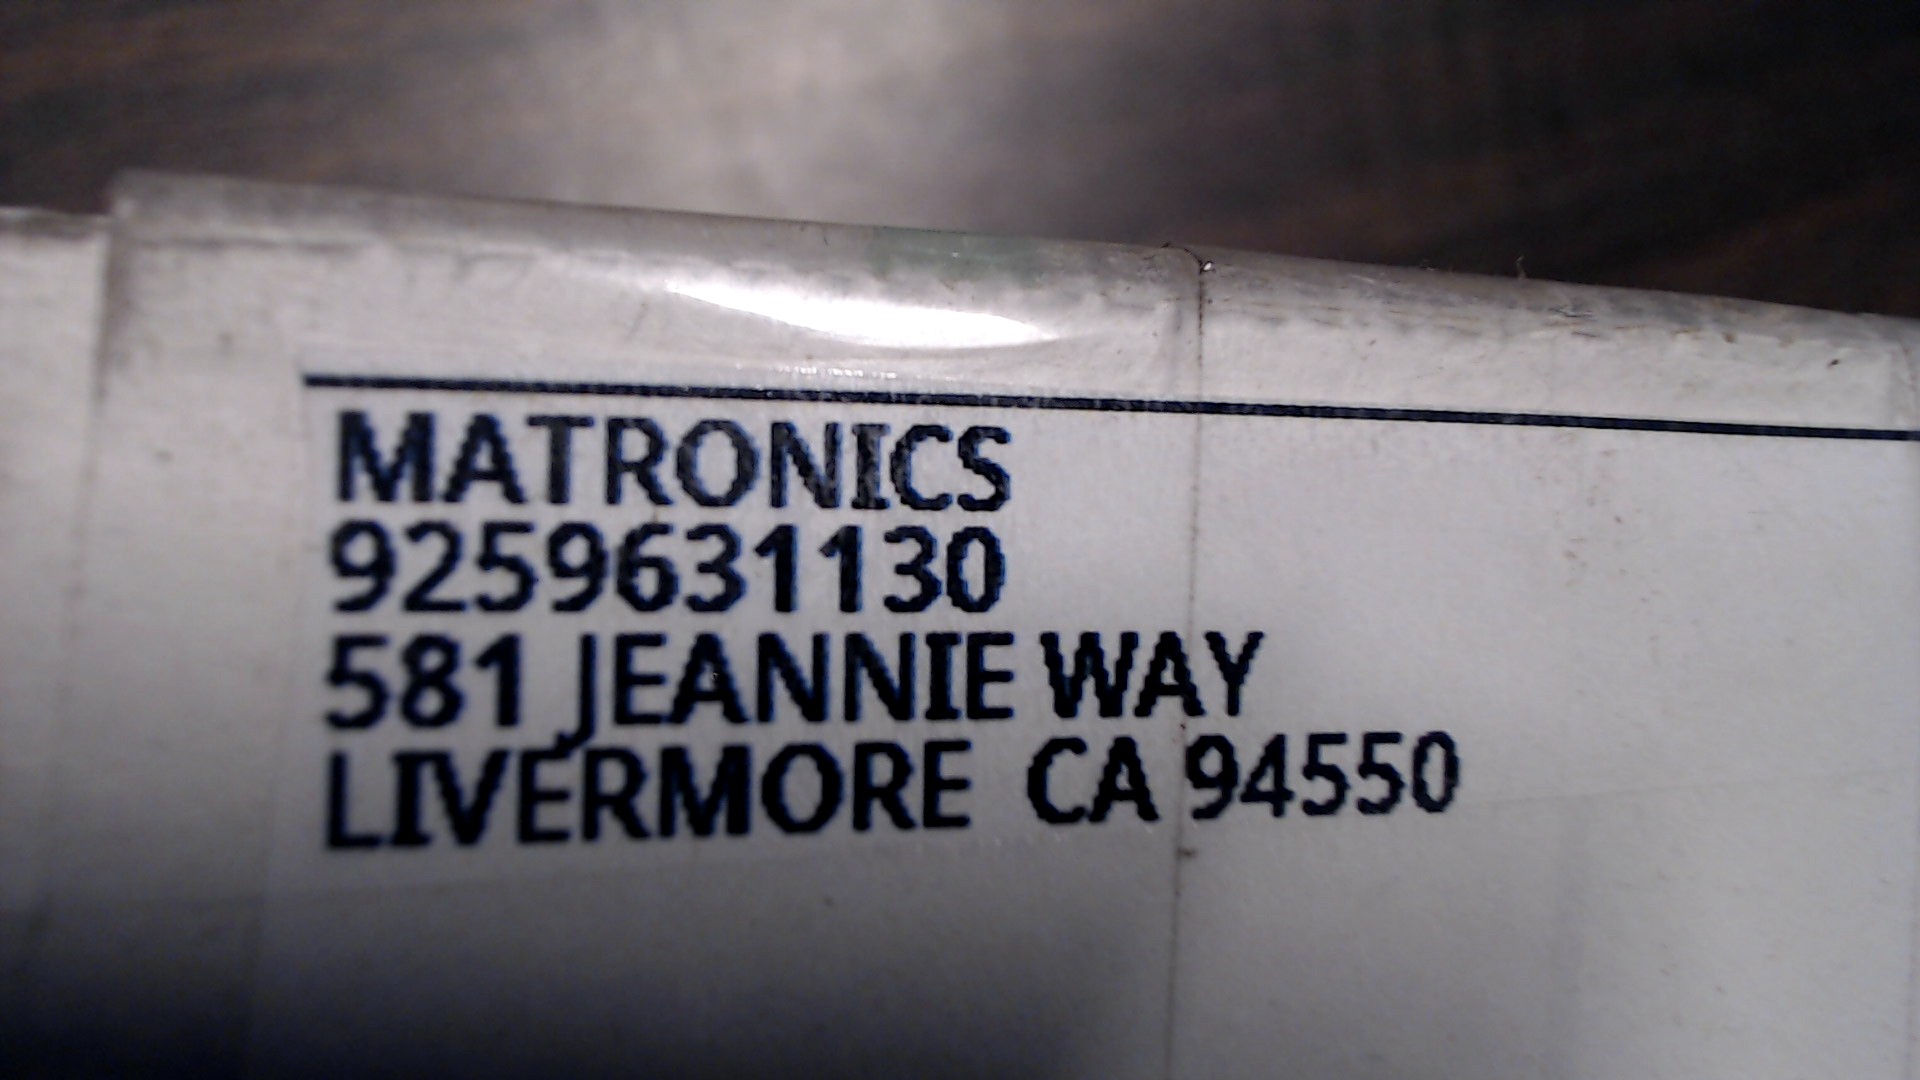 MATRONICS
9259631130
581 JEANNIE WAY
LIVERMORE CA 94550